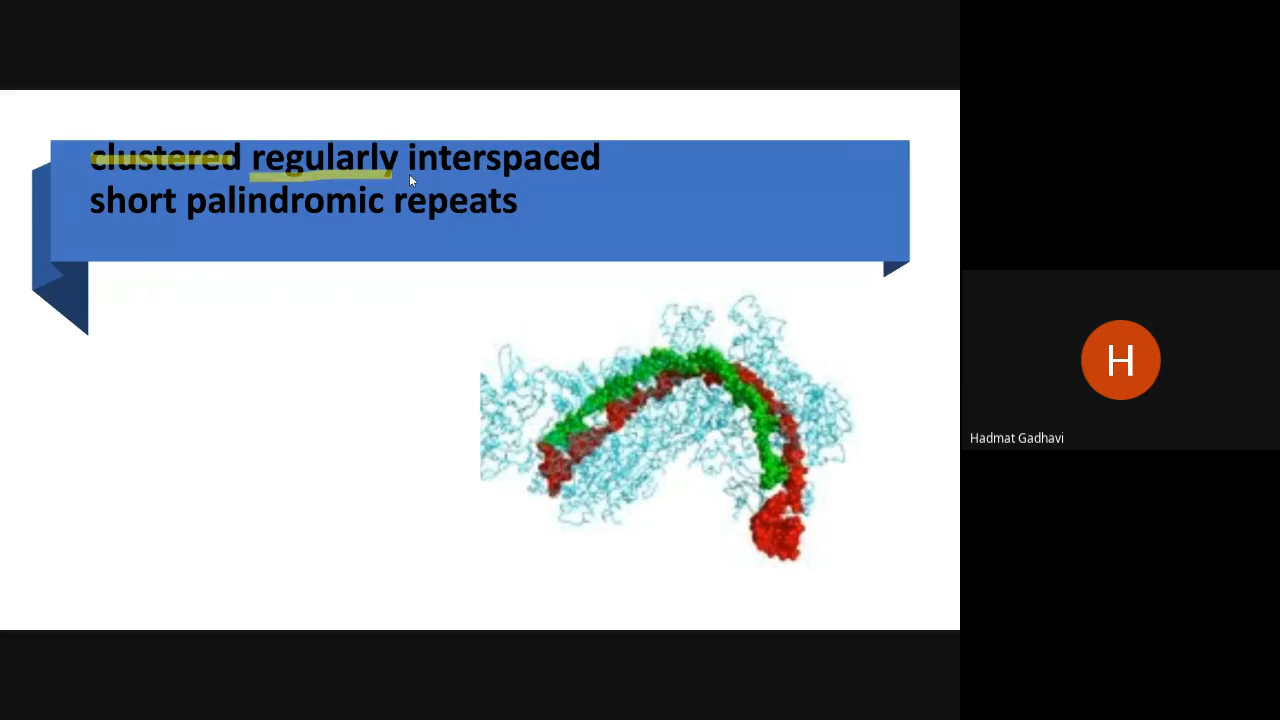 clustered regularly interspaced
short palindromic repeats
H
Hadmat Gadhavi